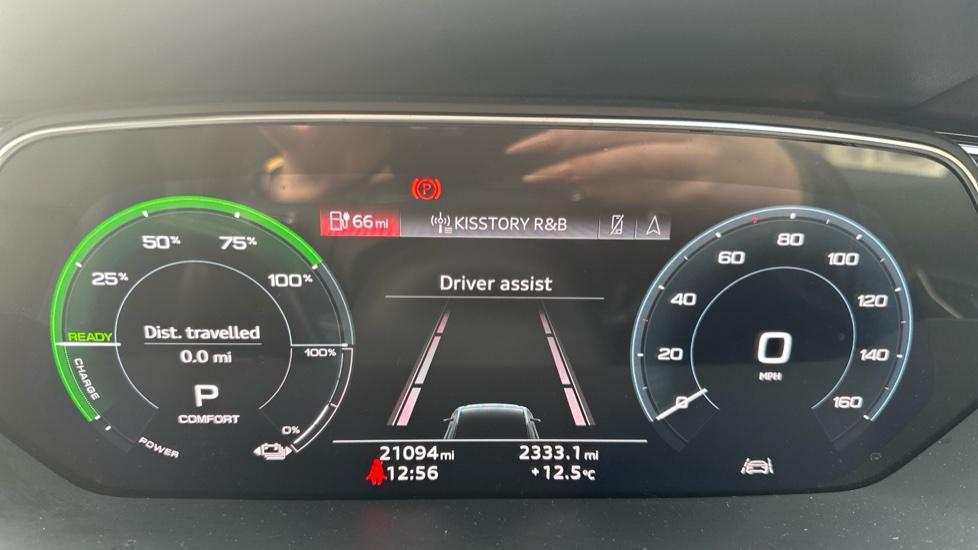 P
66 mi KISSTORY R&B
50% 75%
25% 100%
READY
CHARGE
POWER
Dist. travelled
0.0 mi
P
COMFORT
100%
0%
Driver assist
21094 mi 2333.1 mi
12:56 +12.5°C
80
60 100
40 120
20 140
0 160
0
MPH